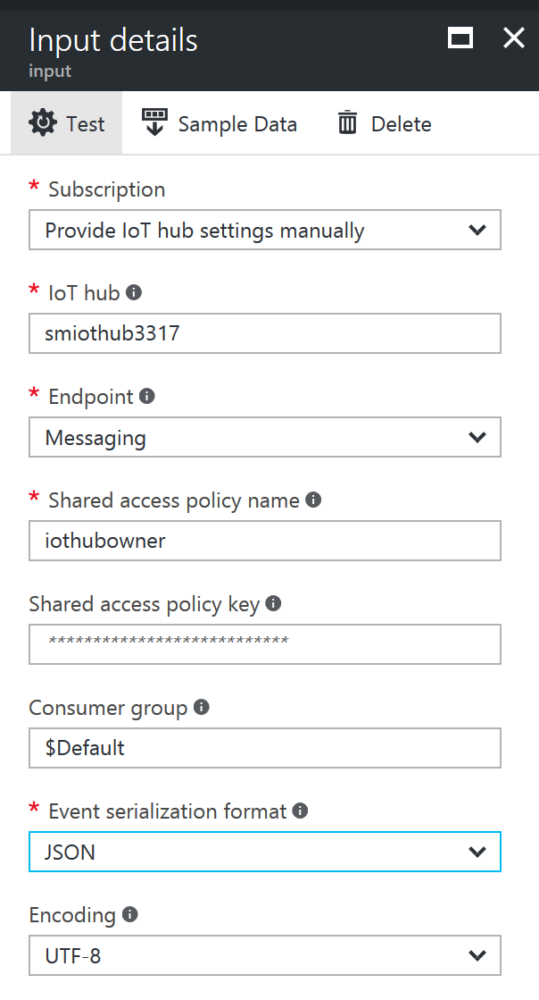 Input details
input
Test Sample Data Delete
* Subscription
Provide IoT hub settings manually
* IoT hub
smiothub3317
* Endpoint
Messaging
* Shared access policy name
iothubowner
Shared access policy key
***************************
Consumer group
$Default
* Event serialization format
JSON
Encoding
UTF-8